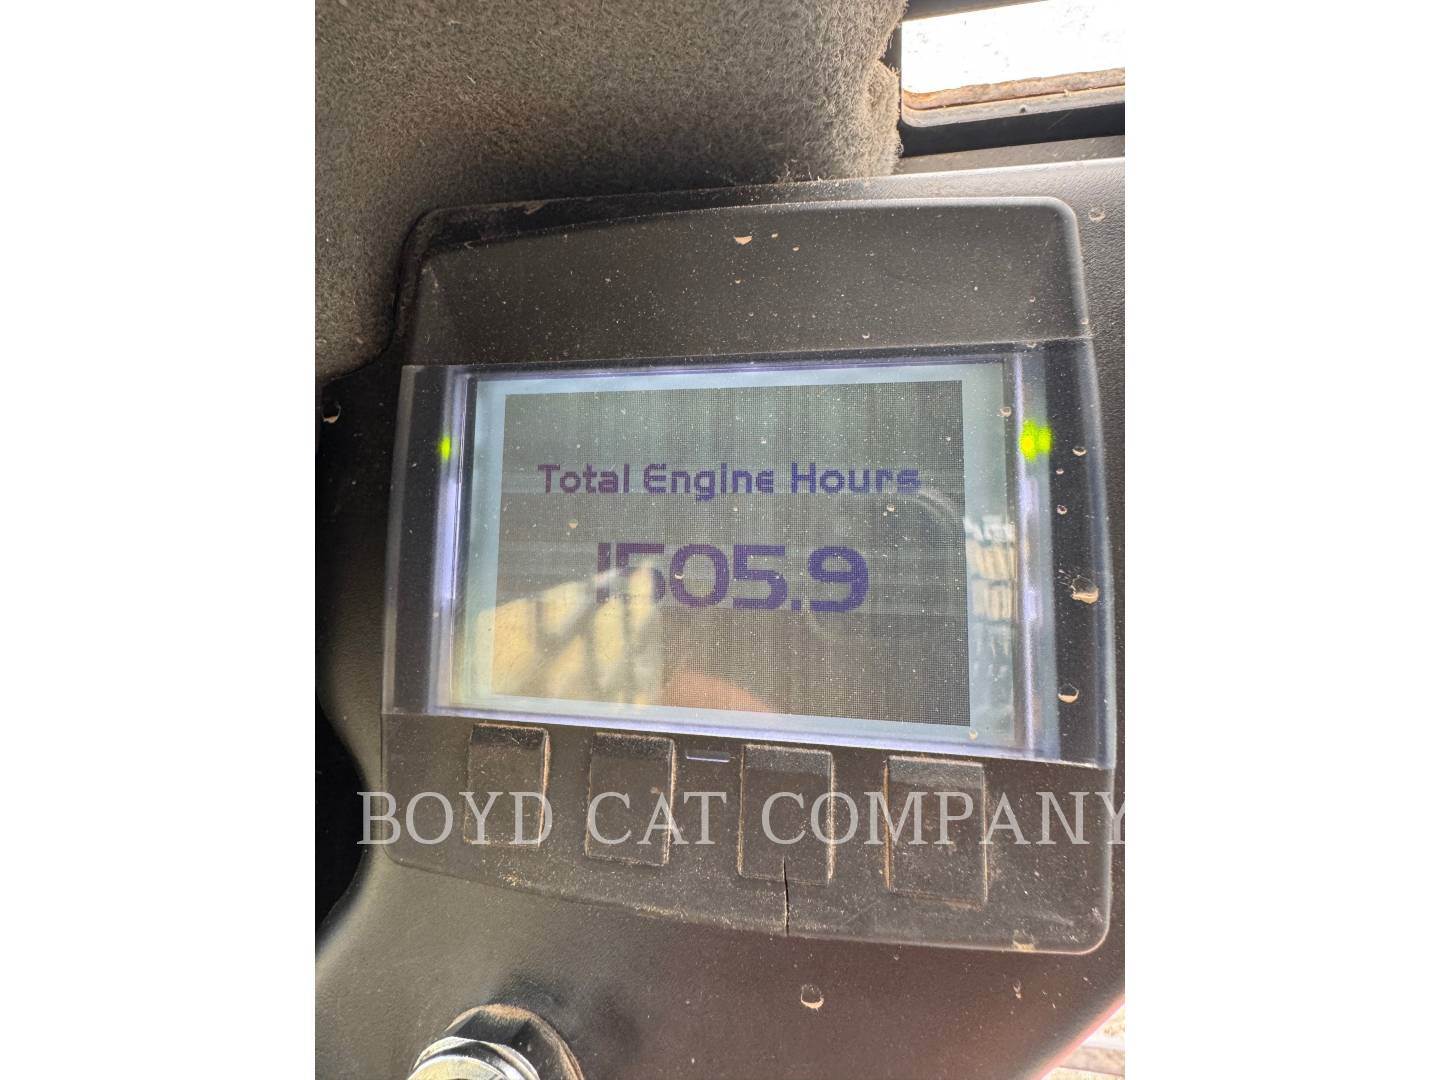 Total Engine Hours
1505.9
BOYD CAT COMPANY